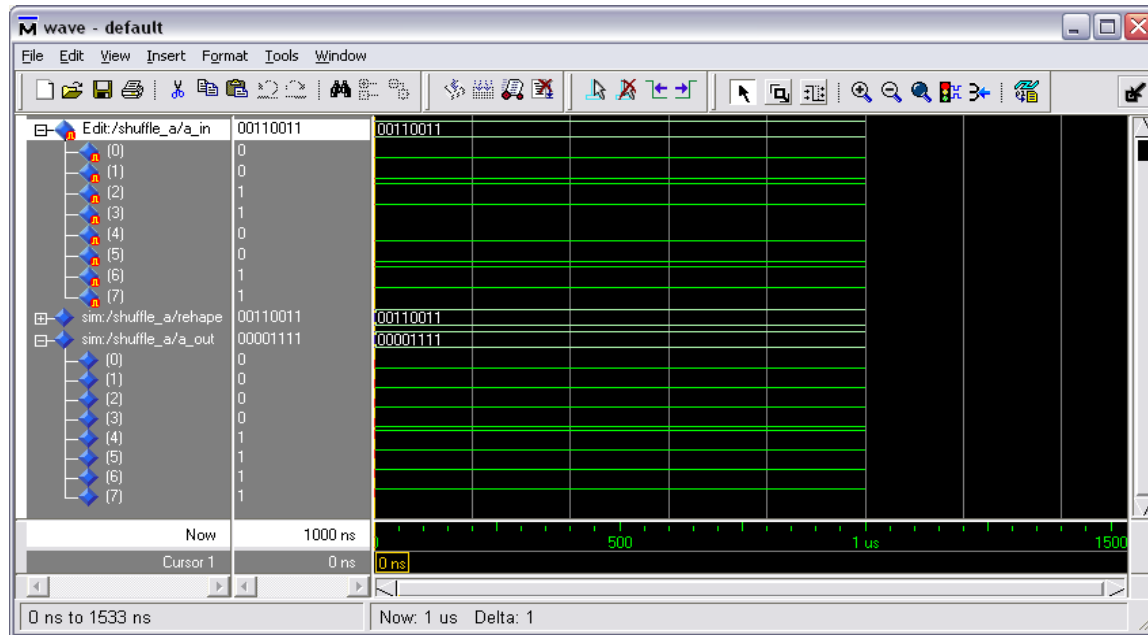 wave - default
File Edit View Insert Format Tools Window
Edit:/shuffle_a/a_in 00110011 00110011
(0) 0
(1) 0
(2) 1
(3) 1
(4) 0
(5) 0
(6) 1
(7) 1
sim:/shuffle_a/rehape 00110011 00110011
sim:/shuffle_a/a_out 00001111 00001111
(0) 0
(1) 0
(2) 0
(3) 0
(4) 1
(5) 1
(6) 1
(7) 1
Now 1000 ns 500 1 us 1500
Cursor 1 0 ns 0 ns
0 ns to 1533 ns Now: 1 us Delta: 1